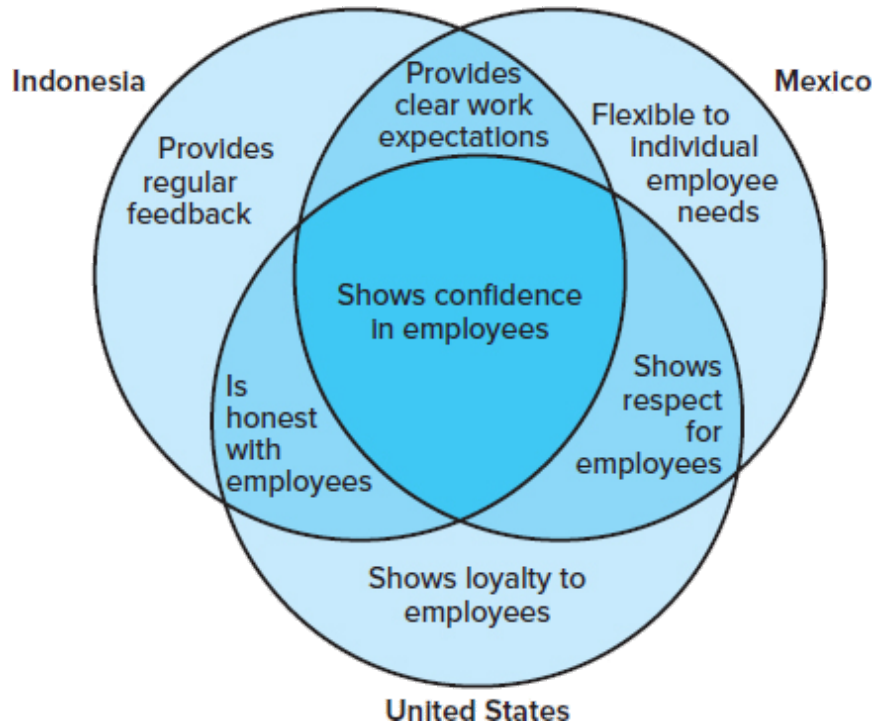 Indonesia
Mexico
Provides
clear work
expectations
Flexible to
individual
employee
needs
Provides
regular
feedback
Shows confidence
in employees
Is
honest
with
employees
Shows
respect
for
employees
Shows loyalty to
employees
United States